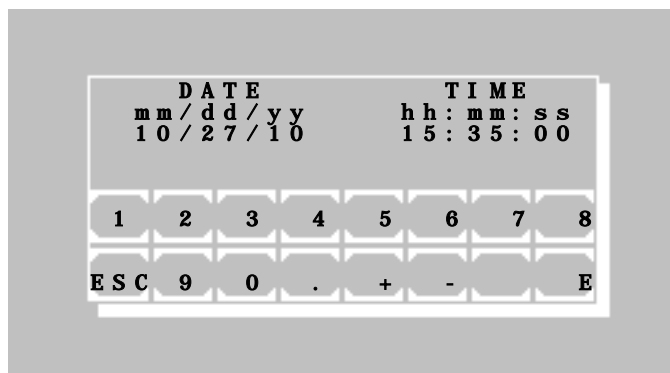 DATE TIME
mm/dd/yy hh:mm:ss
10/27/10 15:35:00
1 2 3 4 5 6 7 8
ESC 9 0 . + - E